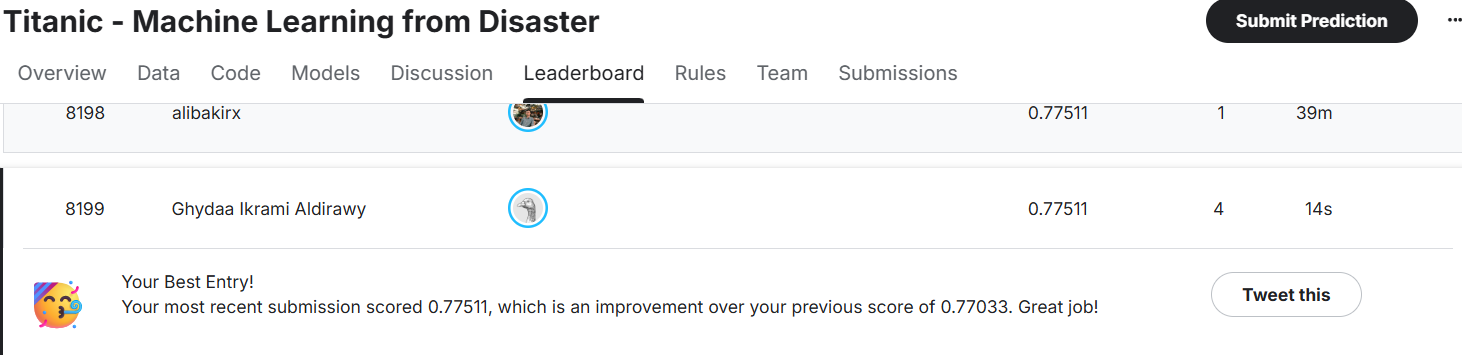 Titanic - Machine Learning from Disaster
Submit Prediction
Overview Data Code Models Discussion Leaderboard Rules Team Submissions
8198 alibakirx 0.77511 1 39m
8199 Ghydaa Ikrami Aldirawy 0.77511 4 14s
Your Best Entry!
Your most recent submission scored 0.77511, which is an improvement over your previous score of 0.77033. Great job!
Tweet this